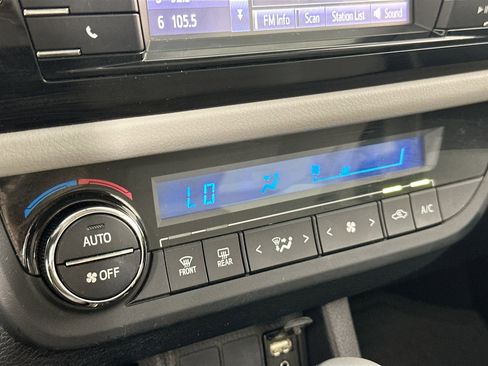 6 105.5
FM Info Scan Station List Sound
LO
AUTO
OFF
FRONT
REAR
A/C